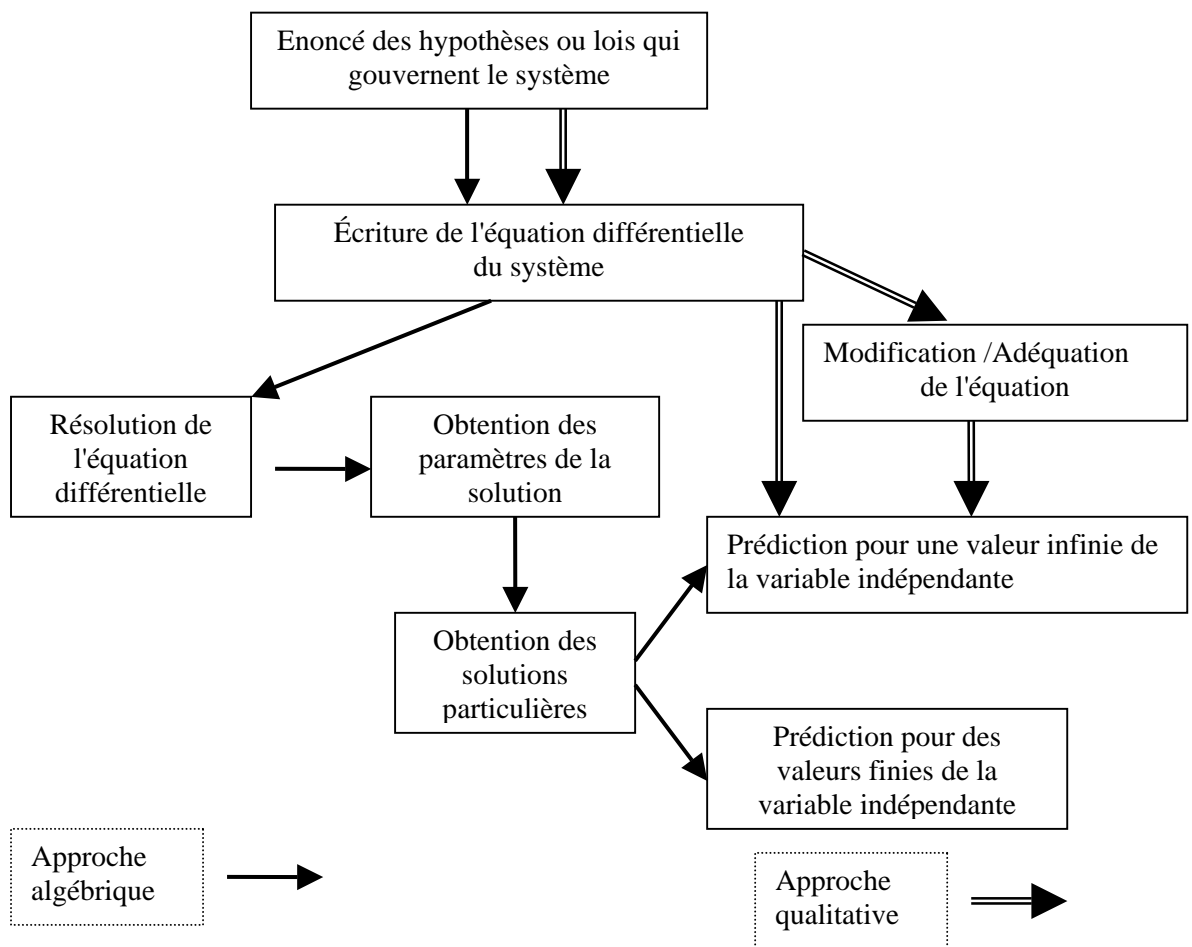 Enoncé des hypothèses ou lois qui
gouvernent le système
Écriture de l'équation différentielle
du système
Modification /Adéquation
de l'équation
Résolution de
l'équation
différentielle
Obtention des
paramètres de la
solution
Prédiction pour une valeur infinie de
la variable indépendante
Obtention des
solutions
particulières
Prédiction pour des
valeurs finies de la
variable indépendante
Approche
algébrique
Approche
qualitative